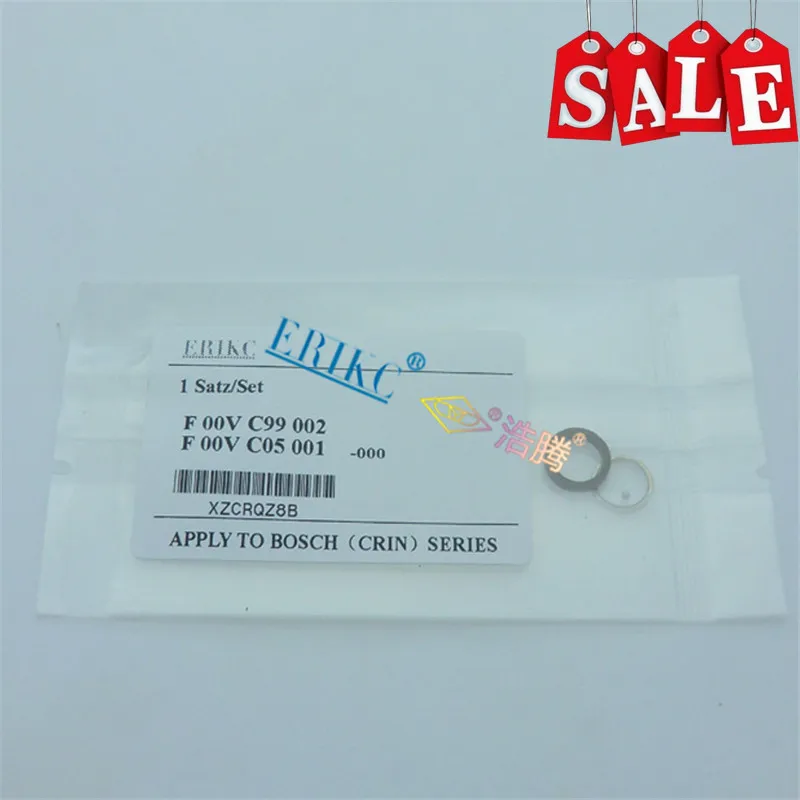 SALE
ERIKC
ERIKC®
1 Satz/Set
F 00V C99 002
F 00V C05 001 -000
®浩腾®
XZCRQZ8B
APPLY TO BOSCH（CRIN）SERIES